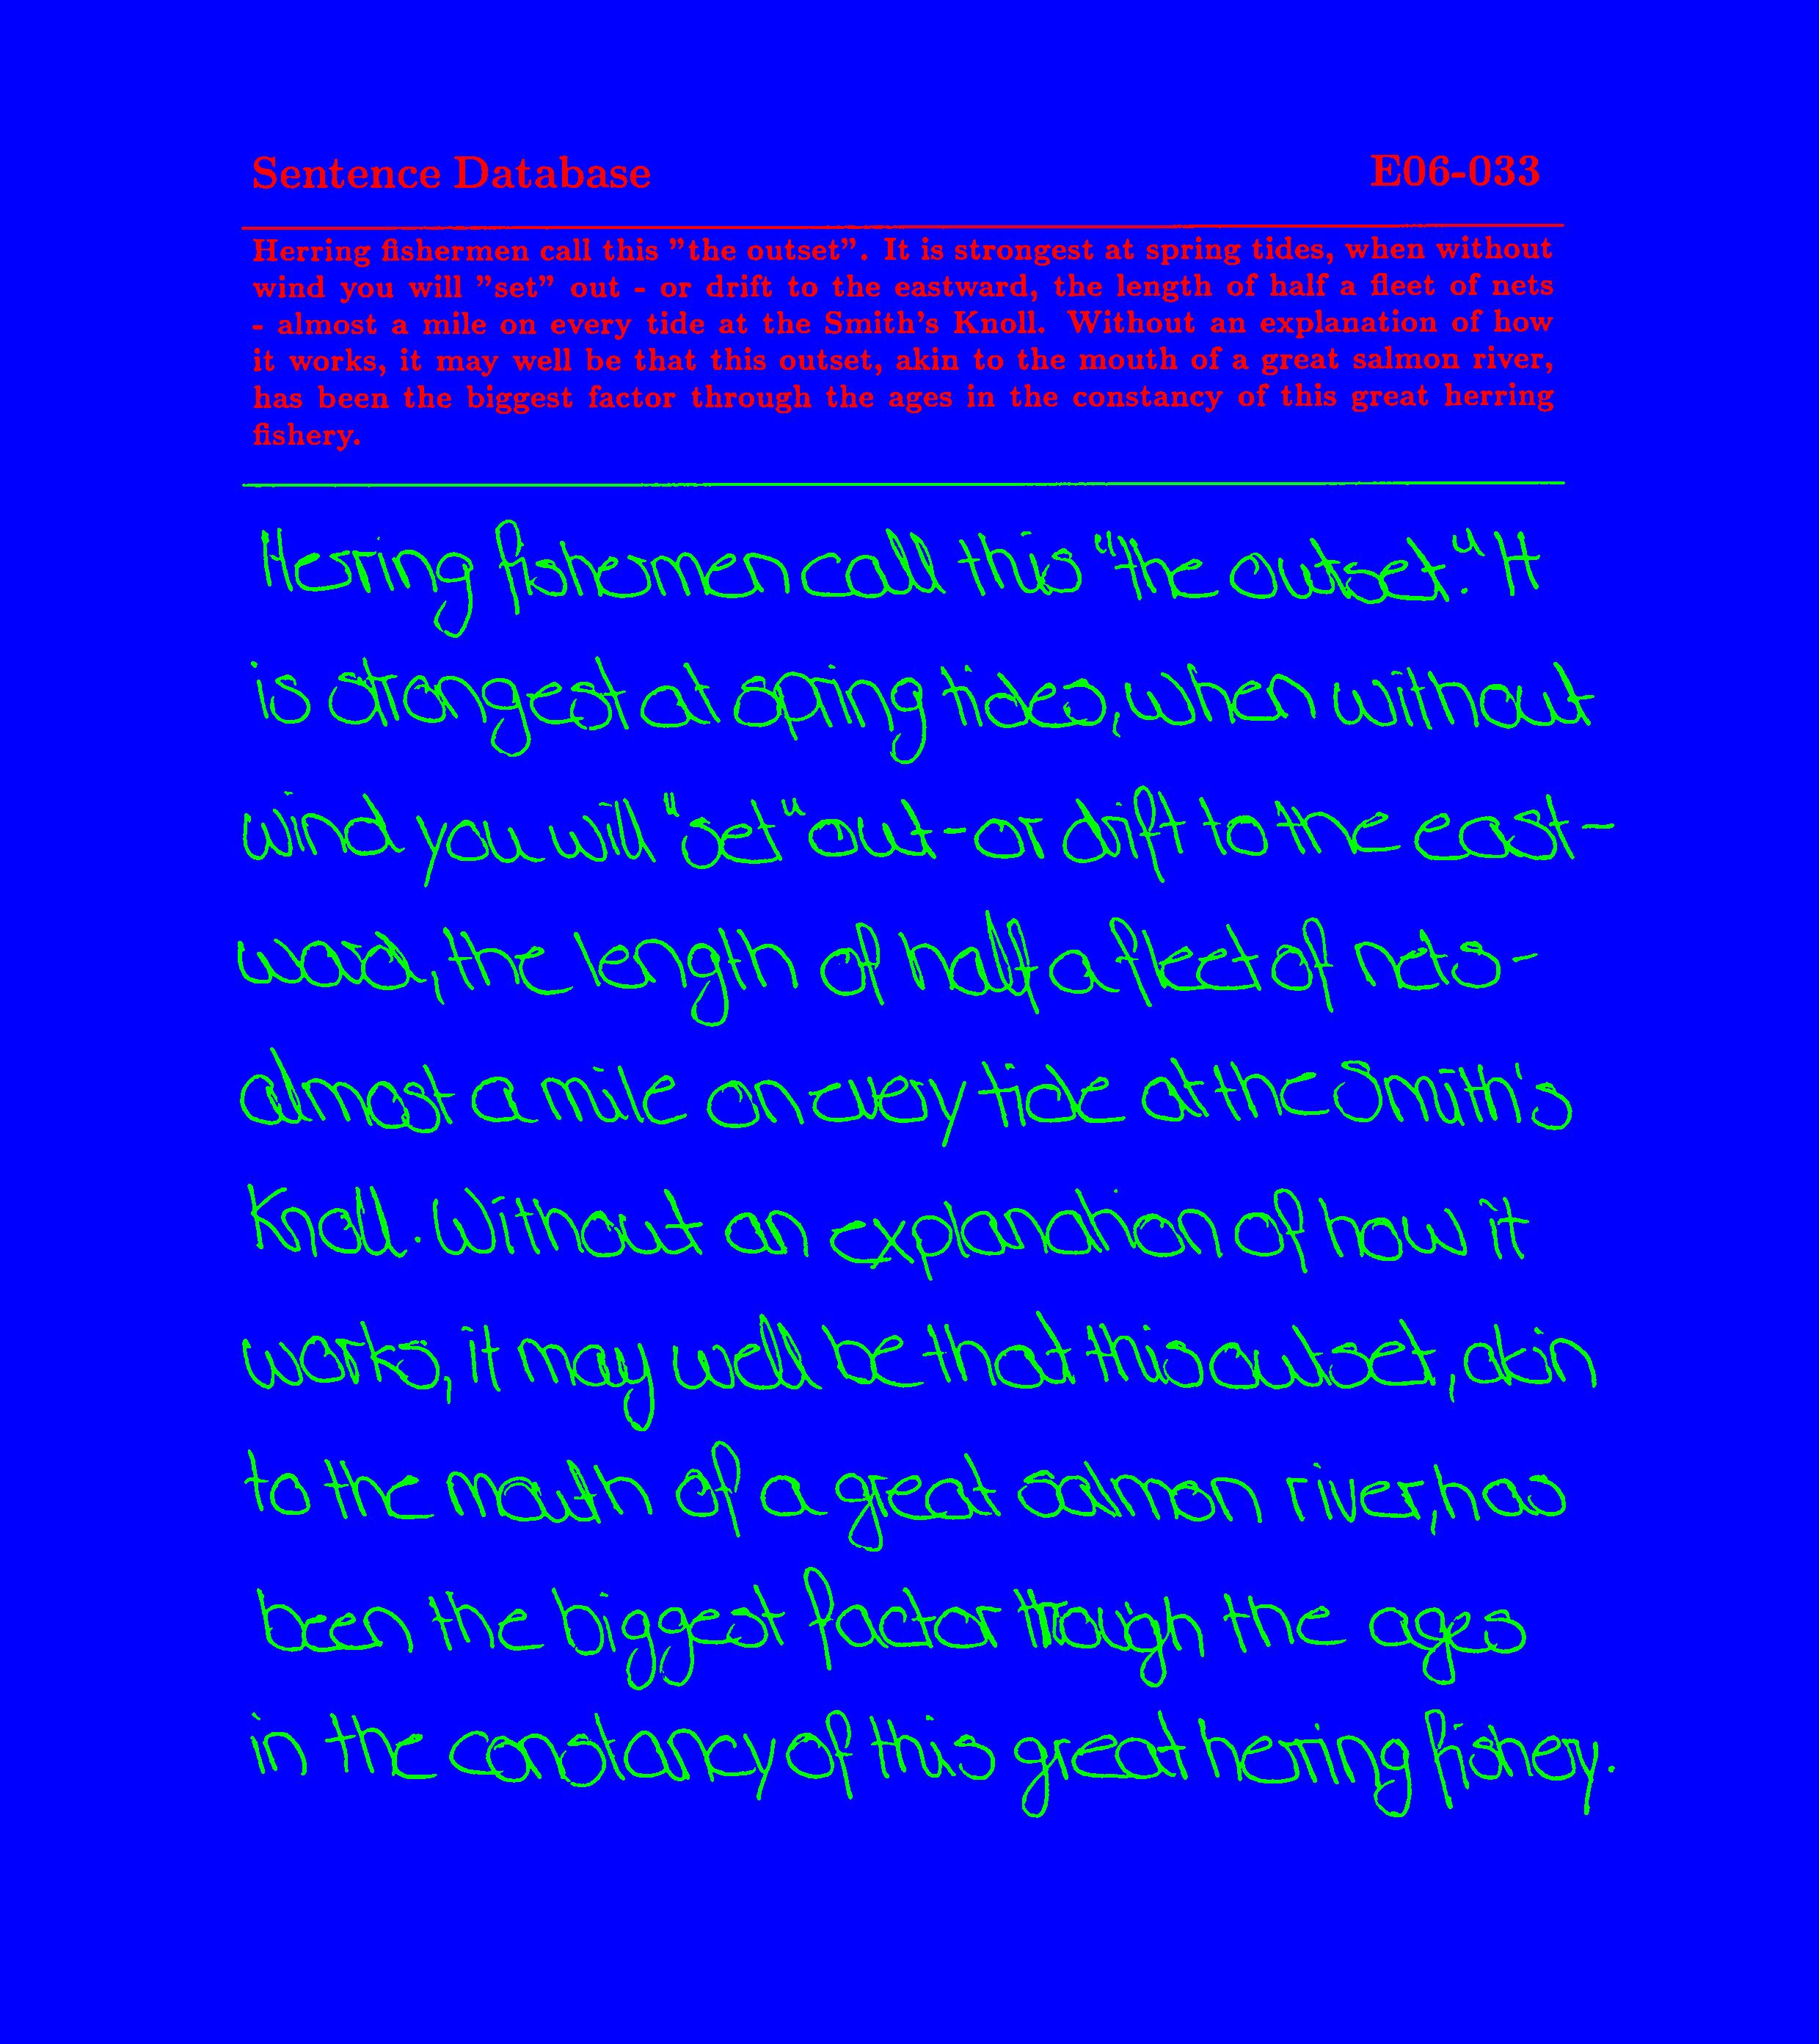 Sentence Database E06-033
Herring fishermen call this "the outset". It is strongest at spring tides, when without
wind you will "set" out - or drift to the eastward, the length of half a fleet of nets
- almost a mile on every tide at the Smith's Knoll. Without an explanation of how
it works, it may well be that this outset, akin to the mouth of a great salmon river,
has been the biggest factor through the ages in the constancy of this great herring
fishery.
Herring fishermen call this "the outset." It
is strongest at spring tides, when without
wind you will "set" out - or drift to the east-
ward, the length of half a fleet of nets -
almost a mile on every tide at the Smith's
Knoll. Without an explanation of how it
works, it may well be that this outset, akin
to the mouth of a great salmon river, has
been the biggest factor through the ages
in the constancy of this great herring fishery.